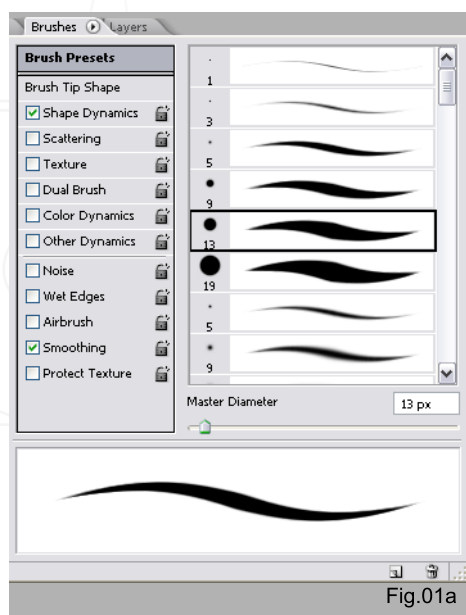 Brushes Layers
Brush Presets
Brush Tip Shape
Shape Dynamics
Scattering
Texture
Dual Brush
Color Dynamics
Other Dynamics
Noise
Wet Edges
Airbrush
Smoothing
Protect Texture
1
3
5
9
13
19
5
9
Master Diameter 13 px
Fig.01a